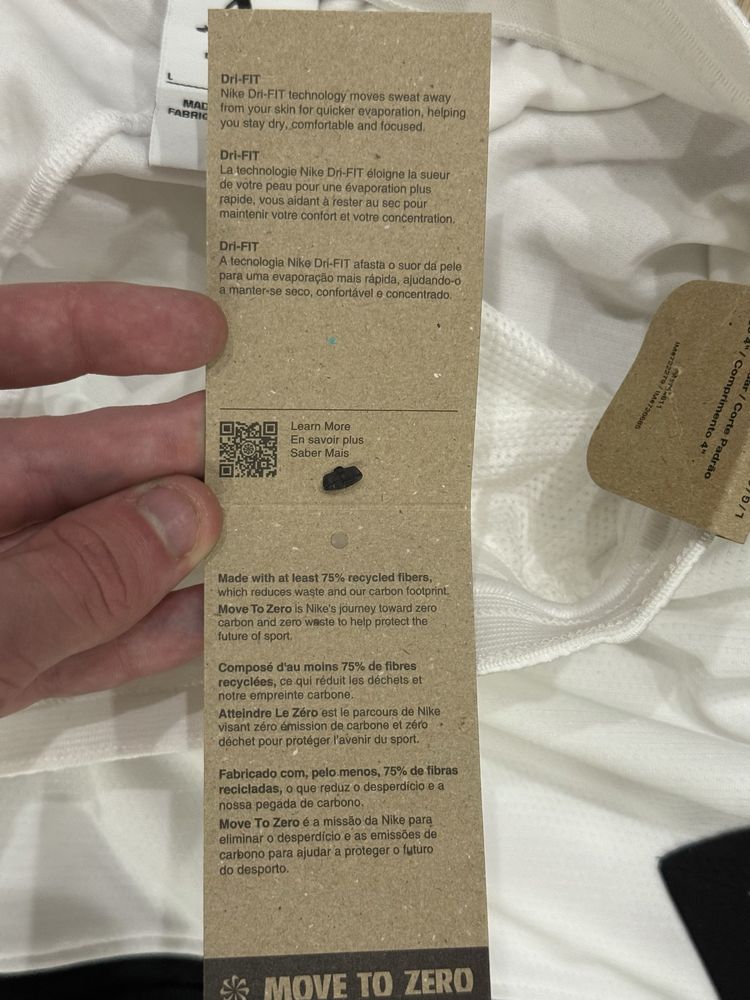 L
MAD
FABRIC
Dri-FIT
Nike Dri-FIT technology moves sweat away
from your skin for quicker evaporation, helping
you stay dry, comfortable and focused.
Dri-FIT
La technologie Nike Dri-FIT éloigne la sueur
de votre peau pour une évaporation plus
rapide, vous aidant à rester au sec pour
maintenir votre confort et votre concentration.
Dri-FIT
A tecnologia Nike Dri-FIT afasta o suor da pele
para uma evaporação mais rápida, ajudando-o
a manter-se seco, confortável e concentrado.
Learn More
En savoir plus
Saber Mais
Made with at least 75% recycled fibers,
which reduces waste and our carbon footprint.
Move To Zero is Nike's journey toward zero
carbon and zero waste to help protect the
future of sport.
Composé d'au moins 75% de fibres
recyclées, ce qui réduit les déchets et
notre empreinte carbone.
Atteindre Le Zéro est le parcours de Nike
visant zéro émission de carbone et zéro
déchet pour protéger l'avenir du sport.
Fabricado com, pelo menos, 75% de fibras
recicladas, o que reduz o desperdício e a
nossa pegada de carbono.
Move To Zero é a missão da Nike para
eliminar o desperdício e as emissões de
carbono para ajudar a proteger o futuro
do desporto.
MOVE TO ZERO
/ Corte Padrão
4" / Comprimento 4"